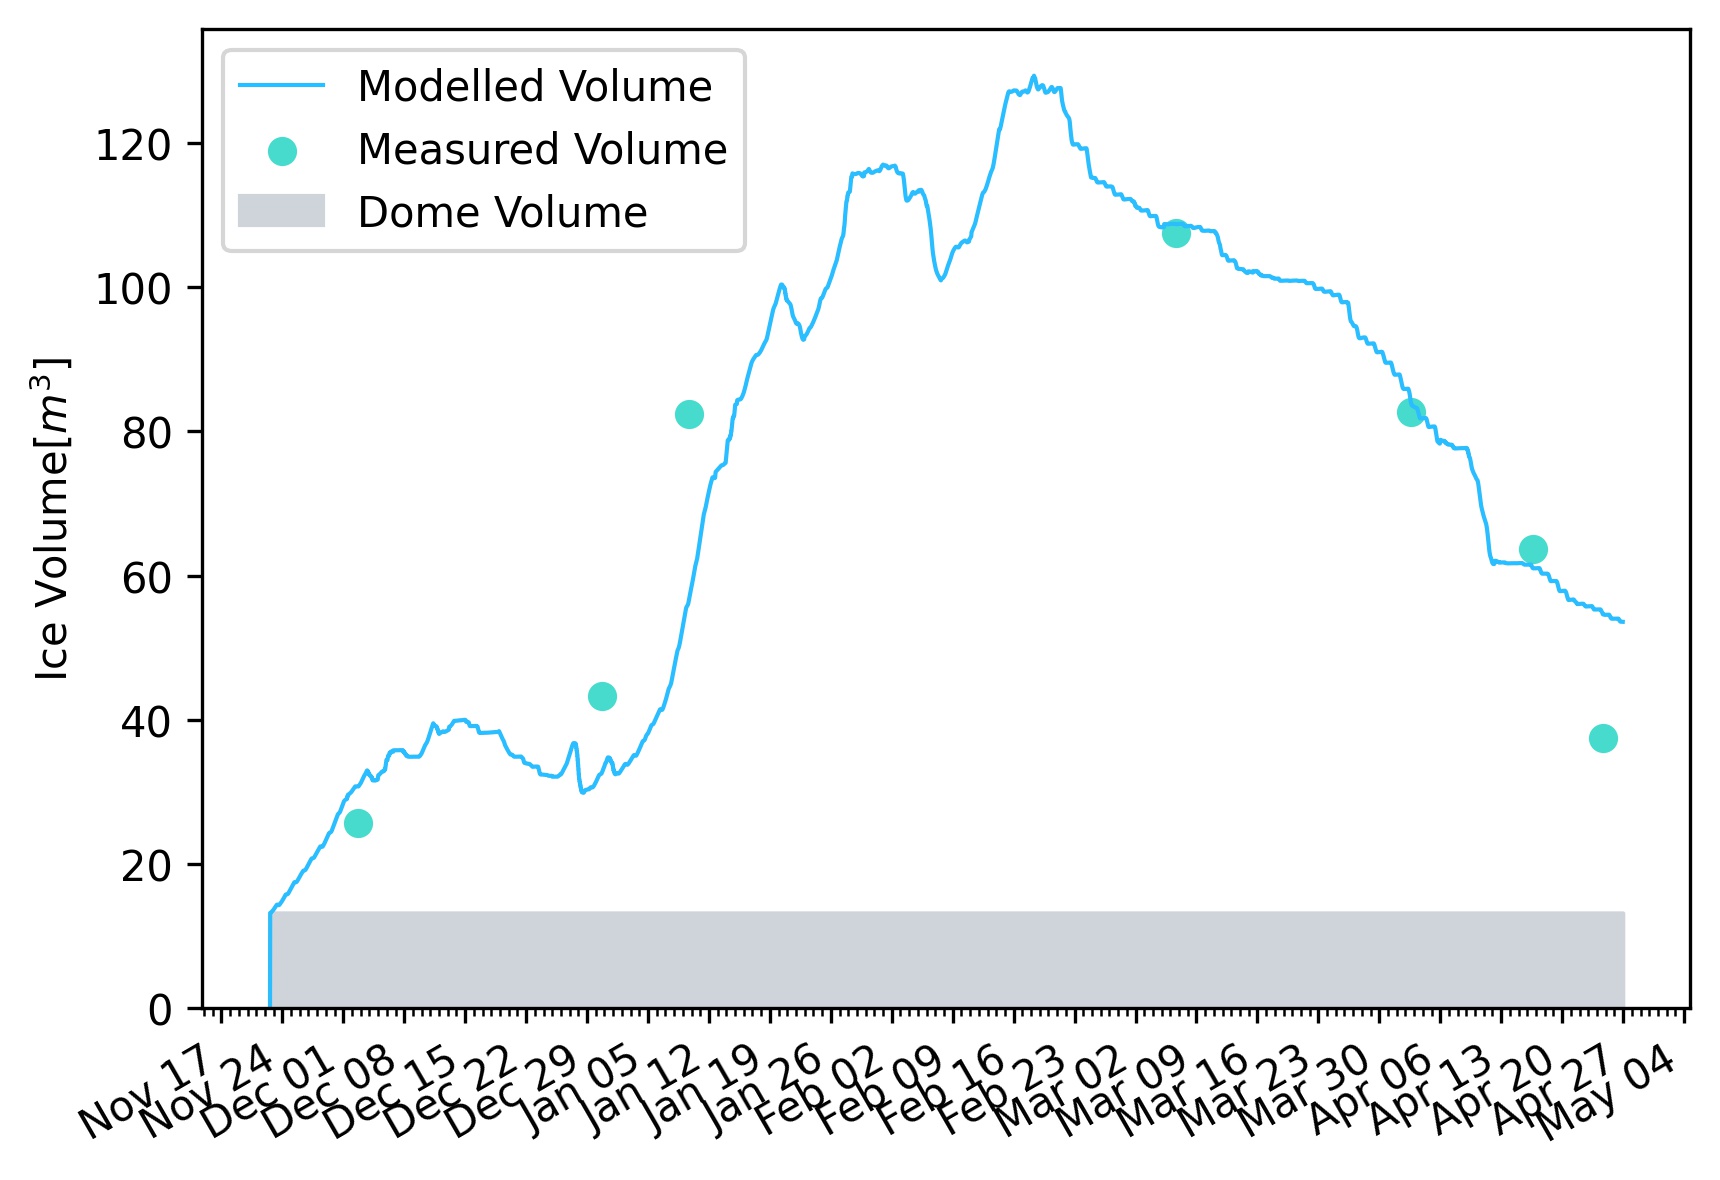 Modelled Volume
Measured Volume
Dome Volume
Ice Volume[m³]
120
100
80
60
40
20
0
Nov 17
Nov 24
Dec 01
Dec 08
Dec 15
Dec 22
Dec 29
Jan 05
Jan 12
Jan 19
Jan 26
Feb 02
Feb 09
Feb 16
Feb 23
Mar 02
Mar 09
Mar 16
Mar 23
Mar 30
Apr 06
Apr 13
Apr 20
Apr 27
May 04